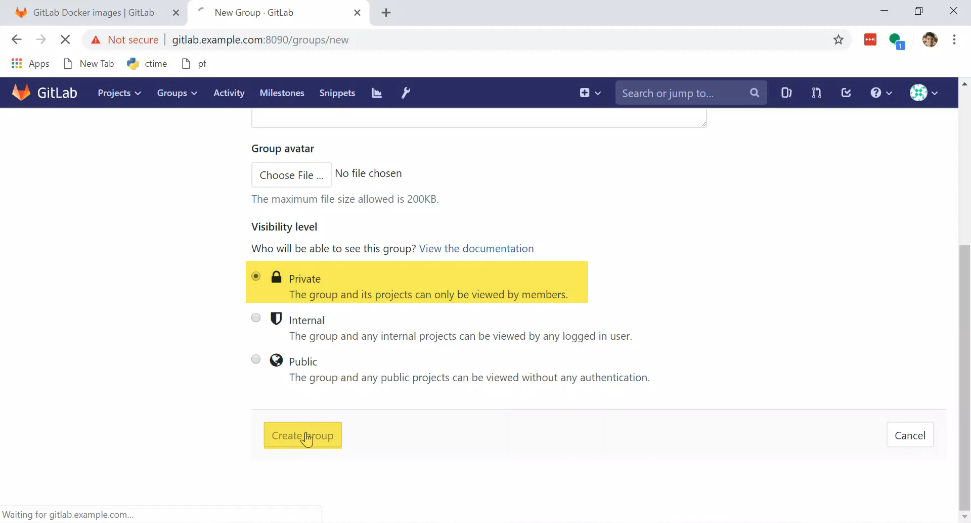 GitLab Docker images | GitLab
New Group · GitLab
Not secure | gitlab.example.com:8090/groups/new
Apps New Tab ctime pf
GitLab Projects Groups Activity Milestones Snippets Search or jump to...
Group avatar
Choose File ... No file chosen
The maximum file size allowed is 200KB.
Visibility level
Who will be able to see this group? View the documentation
Private
The group and its projects can only be viewed by members.
Internal
The group and any internal projects can be viewed by any logged in user.
Public
The group and any public projects can be viewed without any authentication.
Create group Cancel
Waiting for gitlab.example.com...